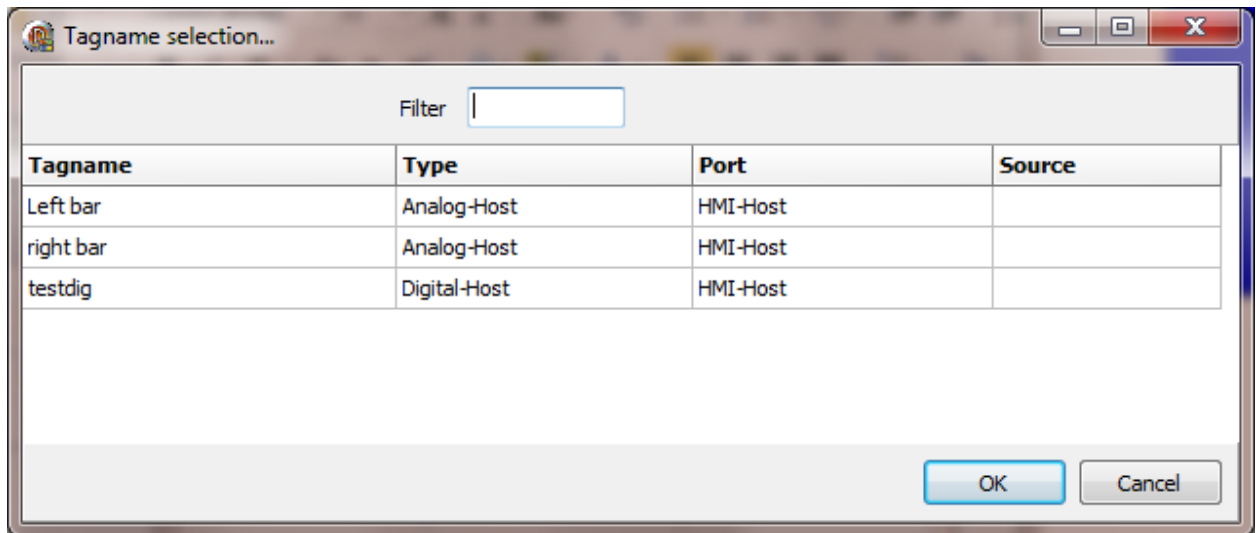 Tagname selection...
Filter
Tagname Type Port Source
Left bar Analog-Host HMI-Host
right bar Analog-Host HMI-Host
testdig Digital-Host HMI-Host
OK Cancel